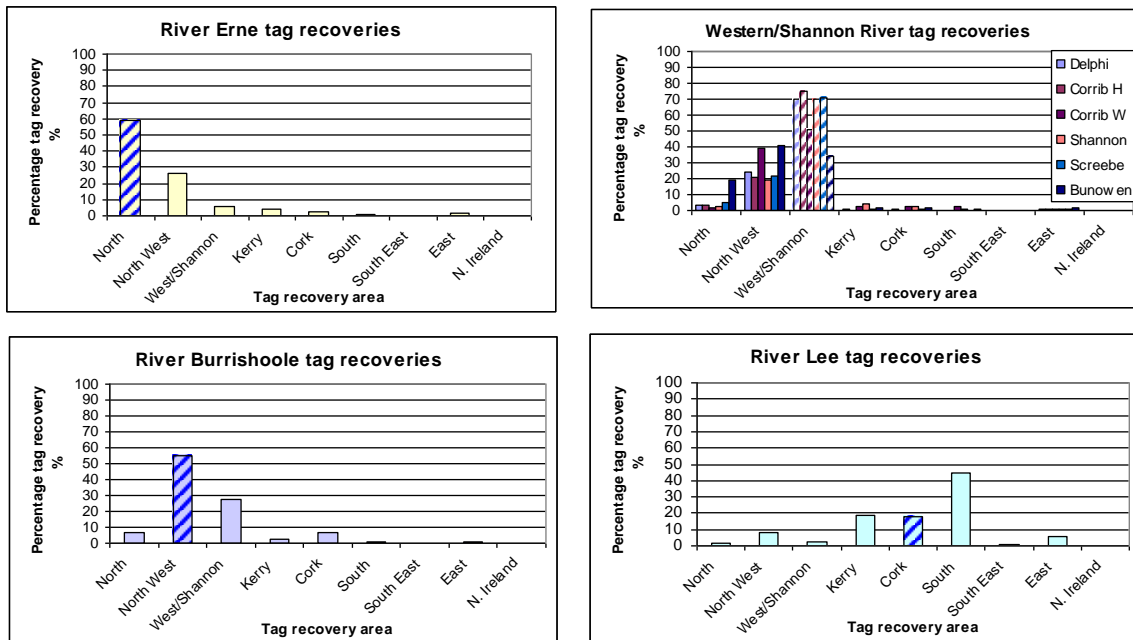 River Erne tag recoveries
Percentage tag recovery
%
100
90
80
70
60
50
40
30
20
10
0
North
North West
West/Shannon
Kerry
Cork
South
South East
East
N. Ireland
Tag recovery area
Western/Shannon River tag recoveries
Percentage tag recovery
%
100
90
80
70
60
50
40
30
20
10
0
North
North West
West/Shannon
Kerry
Cork
South
South East
East
N. Ireland
Tag recovery area
Delphi
Corrib H
Corrib W
Shannon
Screebe
Bunowen
River Burrishoole tag recoveries
Percentage tag recovery
%
100
90
80
70
60
50
40
30
20
10
0
North
North West
West/Shannon
Kerry
Cork
South
South East
East
N. Ireland
Tag recovery area
River Lee tag recoveries
Percentage tag recovery
%
100
90
80
70
60
50
40
30
20
10
0
North
North West
West/Shannon
Kerry
Cork
South
South East
East
N. Ireland
Tag recovery area